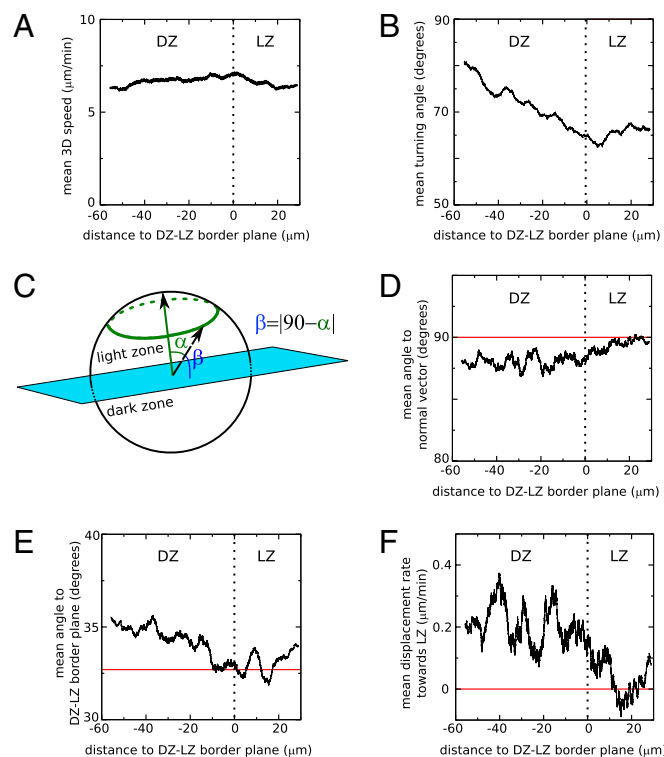 A
mean 3D speed (μm/min)
10
5
0
DZ
LZ
-60 -40 -20 0 20
distance to DZ-LZ border plane (μm)
B
mean turning angle (degrees)
90
70
50
DZ
LZ
-60 -40 -20 0 20
distance to DZ-LZ border plane (μm)
C
β=|90−α|
α
light zone
β
dark zone
D
mean angle to
normal vector (degrees)
90
80
DZ
LZ
-60 -40 -20 0 20
distance to DZ-LZ border plane (μm)
E
mean angle to
DZ-LZ border plane (degrees)
40
35
30
DZ
LZ
-60 -40 -20 0 20
distance to DZ-LZ border plane (μm)
F
mean displacement rate
towards LZ (μm/min)
0.4
0.2
0
DZ
LZ
-60 -40 -20 0 20
distance to DZ-LZ border plane (μm)